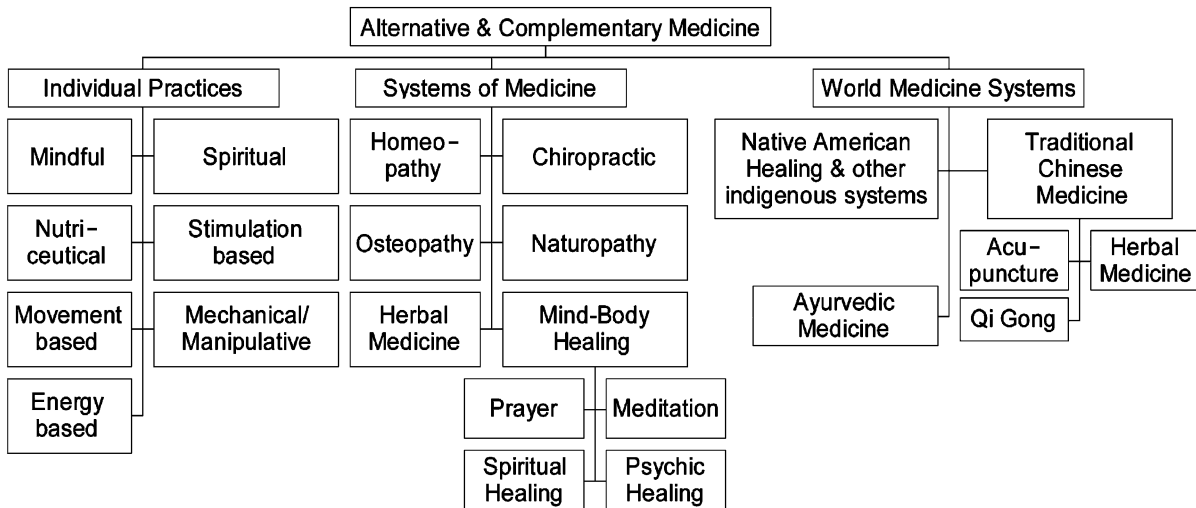 Alternative & Complementary Medicine
Individual Practices
Systems of Medicine
World Medicine Systems
Mindful
Spiritual
Nutri-
ceutical
Stimulation
based
Movement
based
Mechanical/
Manipulative
Energy
based
Homeo-
pathy
Chiropractic
Osteopathy
Naturopathy
Herbal
Medicine
Mind-Body
Healing
Prayer
Meditation
Spiritual
Healing
Psychic
Healing
Native American
Healing & other
indigenous systems
Traditional
Chinese
Medicine
Acu-
puncture
Herbal
Medicine
Qi Gong
Ayurvedic
Medicine